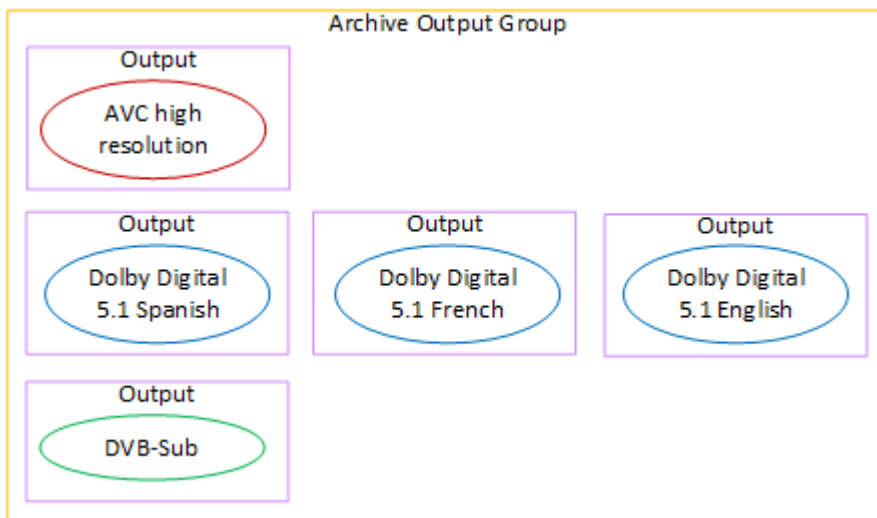 Archive Output Group
Output
AVC high
resolution
Output
Dolby Digital
5.1 Spanish
Output
Dolby Digital
5.1 French
Output
Dolby Digital
5.1 English
Output
DVB-Sub